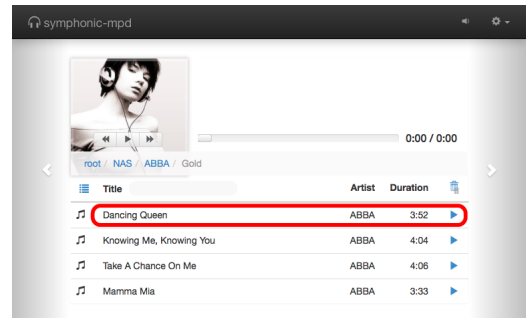 symphonic-mpd
0:00 / 0:00
root / NAS / ABBA / Gold
Title Artist Duration
Dancing Queen ABBA 3:52
Knowing Me, Knowing You ABBA 4:04
Take A Chance On Me ABBA 4:06
Mamma Mia ABBA 3:33